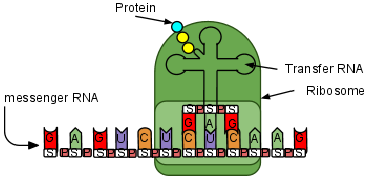 Protein
Transfer RNA
Ribosome
messenger RNA
S P S P S
G A G
G A G U C U C U C A A G
S P S P S P S P S P S P S P S P S P S P S P S